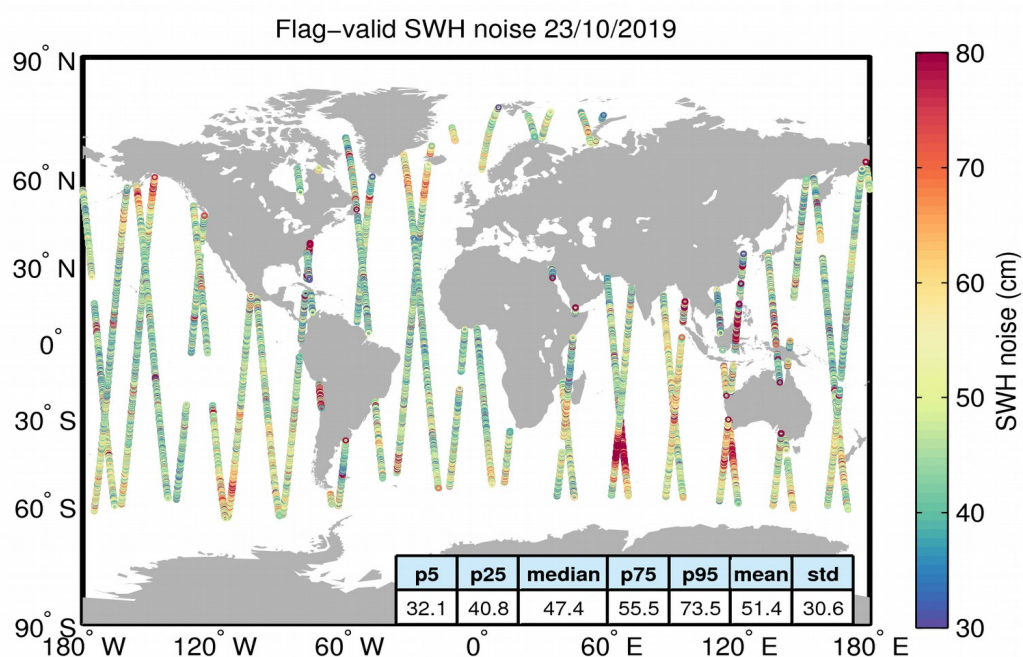 Flag−valid SWH noise 23/10/2019
90° N
60° N
30° N
0°
30° S
60° S
90° S
180° W
120° W
60° W
0°
60° E
120° E
180° E
p5 p25 median p75 p95 mean std
32.1 40.8 47.4 55.5 73.5 51.4 30.6
80
70
60
50
40
30
SWH noise (cm)